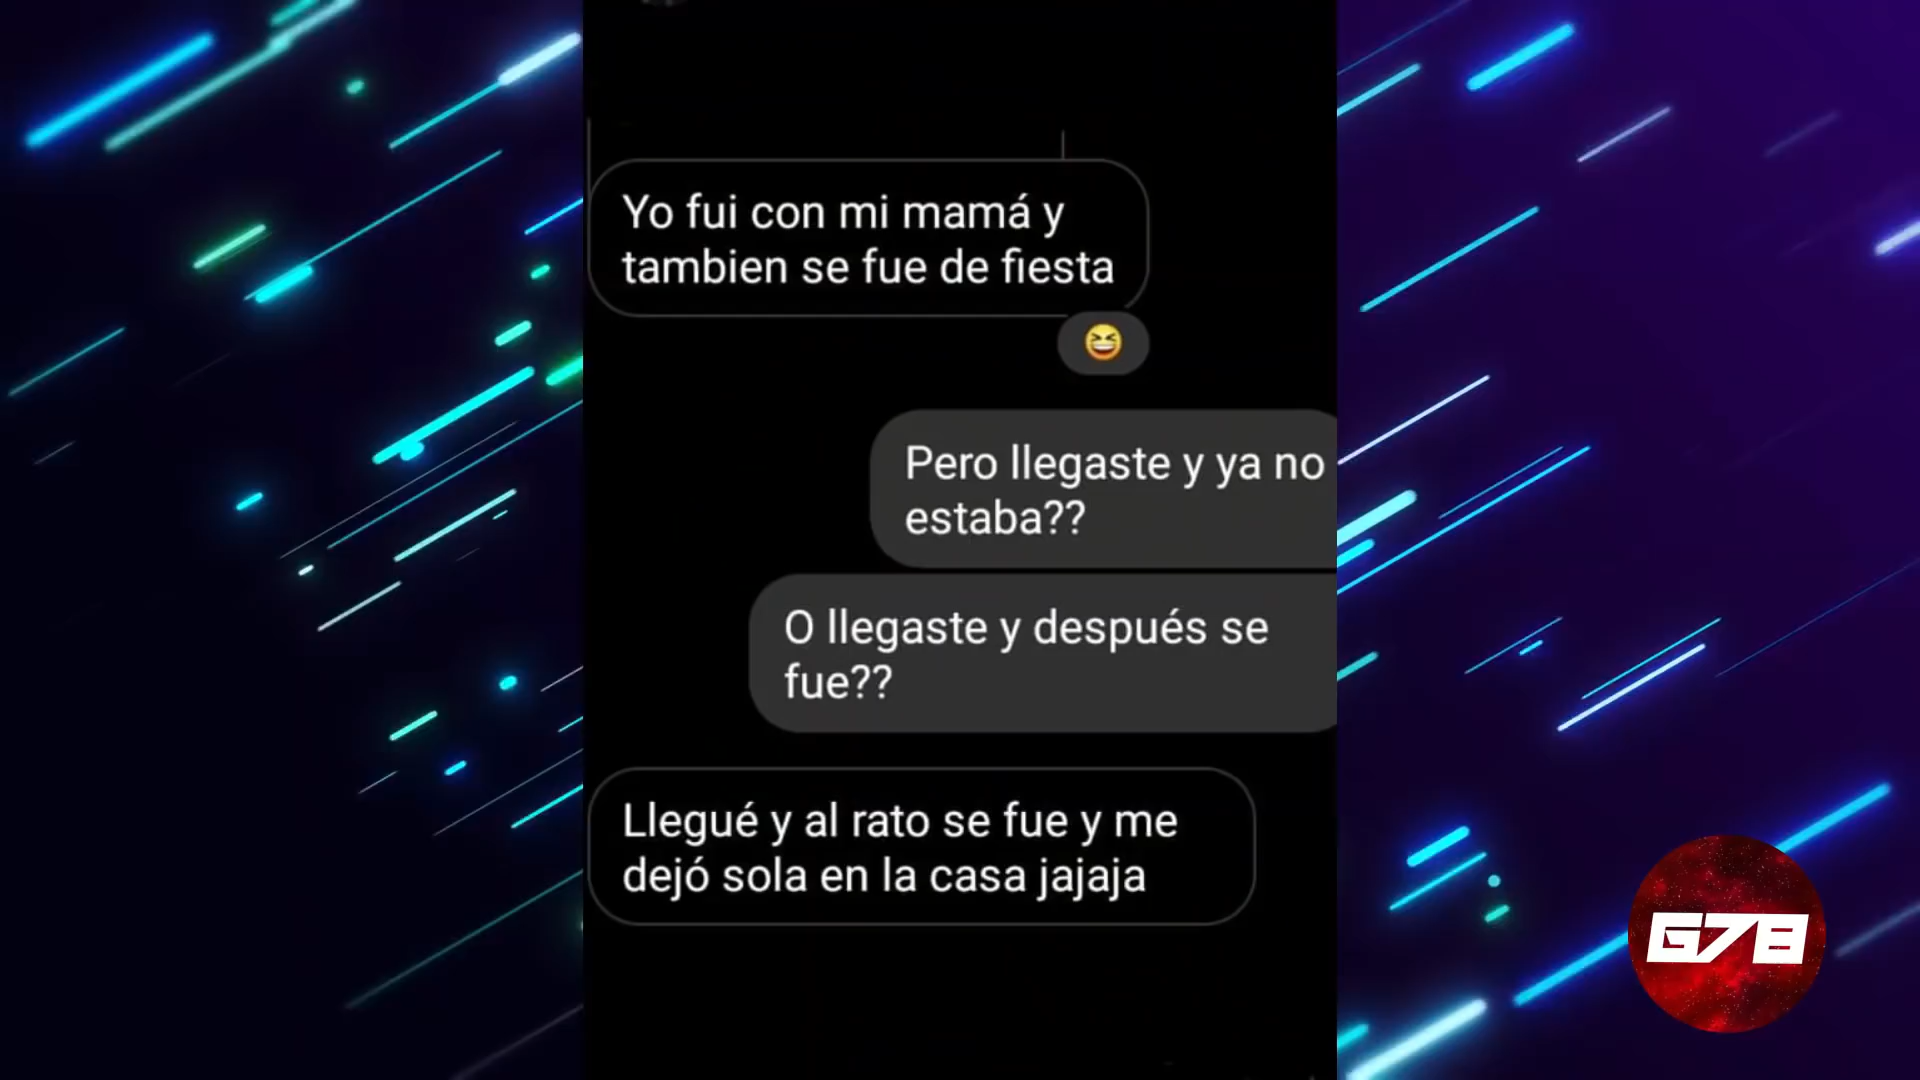 Yo fui con mi mamá y
tambien se fue de fiesta
Pero llegaste y ya no
estaba??
O llegaste y después se
fue??
Llegué y al rato se fue y me
dejó sola en la casa jajaja
G78